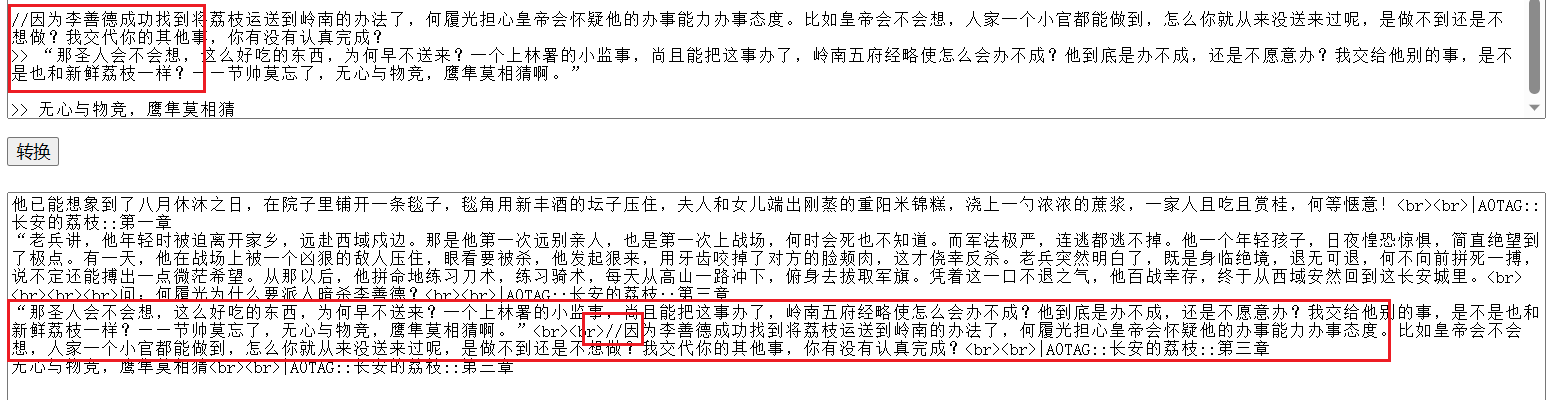 //因为李善德成功找到将荔枝运送到岭南的办法了，何履光担心皇帝会怀疑他的办事能力办事态度。比如皇帝会不会想，人家一个小官都能做到，怎么你就从来没送来过呢，是做不到还是不
想做？我交代你的其他事，你有没有认真完成？
>> “那圣人会不会想，这么好吃的东西，为何早不送来？一个上林署的小监事，尚且能把这事办了，岭南五府经略使怎么会办不成？他到底是办不成，还是不愿意办？我交给他别的事，是不
是也和新鲜荔枝一样？——节帅莫忘了，无心与物竞，鹰隼莫相猜啊。”
>> 无心与物竞，鹰隼莫相猜
转换
他已能想象到了八月休沐之日，在院子里铺开一条毯子，毯角用新丰酒的坛子压住，夫人和女儿端出刚蒸的重阳米锦糕，浇上一勺浓浓的蔗浆，一家人且吃且赏桂，何等惬意！<br><br>|AOTAG::
长安的荔枝::第一章
“老兵讲，他年轻时被迫离开家乡，远赴西域戍边。那是他第一次远别亲人，也是第一次上战场，何时会死也不知道。而军法极严，连逃都逃不掉。他一个年轻孩子，日夜惶恐惊惧，简直绝望到
了极点。有一天，他在战场上被一个凶狠的敌人压住，眼看要被杀，他发起狠来，用牙齿咬掉了对方的脸颊肉，这才侥幸反杀。老兵突然明白了，既是身临绝境，退无可退，何不向前拼死一搏，
说不定还能搏出一点微茫希望。从那以后，他拼命地练习刀术，练习骑术，每天从高山一路冲下，俯身去拔取军旗。凭着这一口不退之气，他百战幸存，终于从西域安然回到这长安城里。<br>
<br><br><br>问：何履光为什么要派人暗杀李善德？<br><br>|AOTAG::长安的荔枝::第三章
“那圣人会不会想，这么好吃的东西，为何早不送来？一个上林署的小监事，尚且能把这事办了，岭南五府经略使怎么会办不成？他到底是办不成，还是不愿意办？我交给他别的事，是不是也和
新鲜荔枝一样？——节帅莫忘了，无心与物竞，鹰隼莫相猜啊。”<br><br>//因为李善德成功找到将荔枝运送到岭南的办法了，何履光担心皇帝会怀疑他的办事能力办事态度。比如皇帝会不会
想，人家一个小官都能做到，怎么你就从来没送来过呢，是做不到还是不想做？我交代你的其他事，你有没有认真完成？<br><br>|AOTAG::长安的荔枝::第三章
无心与物竞，鹰隼莫相猜<br><br>|AOTAG::长安的荔枝::第三章